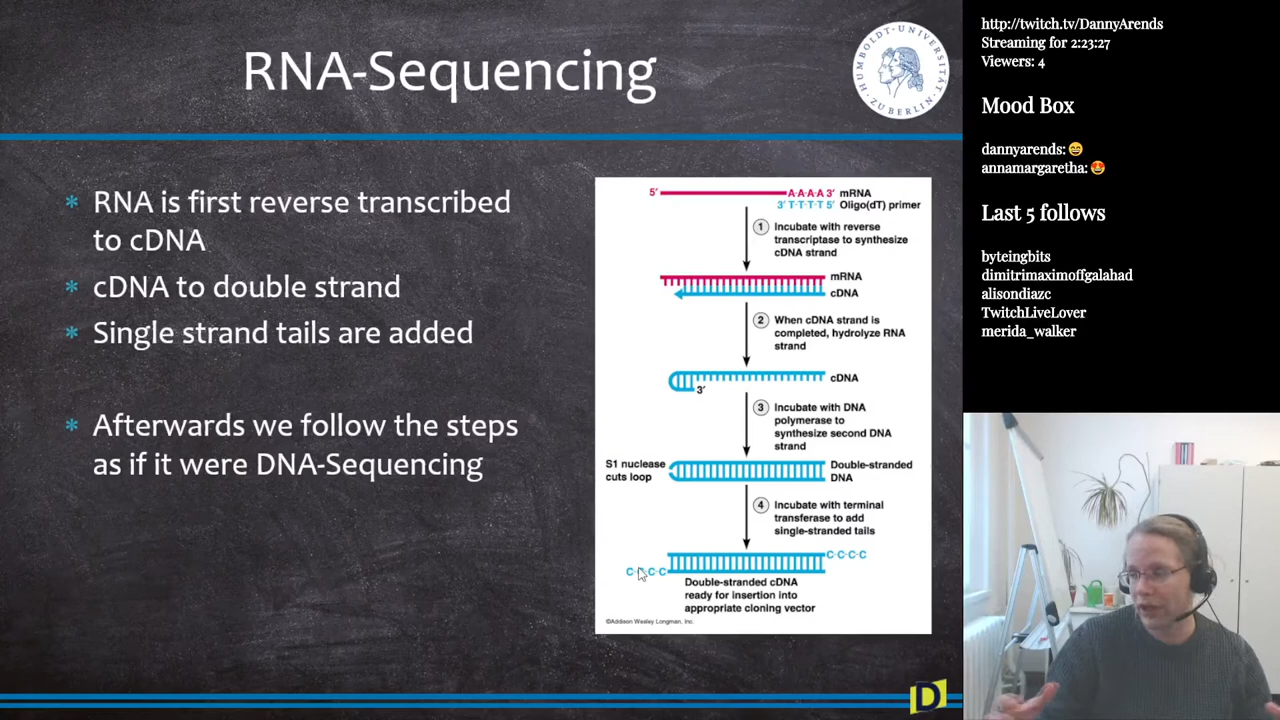 RNA-Sequencing
HUMBOLDT-UNIVERSITÄT
ZU BERLIN
* RNA is first reverse transcribed
to cDNA
* cDNA to double strand
* Single strand tails are added
* Afterwards we follow the steps
as if it were DNA-Sequencing
5′ A-A-A-A 3′ mRNA
3′ T-T-T-T 5′ Oligo(dT) primer
1 Incubate with reverse
transcriptase to synthesize
cDNA strand
mRNA
cDNA
2 When cDNA strand is
completed, hydrolyze RNA
strand
cDNA
3′
3 Incubate with DNA
polymerase to
synthesize second DNA
strand
S1 nuclease
cuts loop
Double-stranded
DNA
4 Incubate with terminal
transferase to add
single-stranded tails
C-C-C-C
C-C-C-C
Double-stranded cDNA
ready for insertion into
appropriate cloning vector
©Addison Wesley Longman, Inc.
D
http://twitch.tv/DannyArends
Streaming for 2:23:27
Viewers: 4
Mood Box
dannyarends: 😄
annamargaretha: 😍
Last 5 follows
byteingbits
dimitrimaximoffgalahad
alisondiazc
TwitchLiveLover
merida_walker